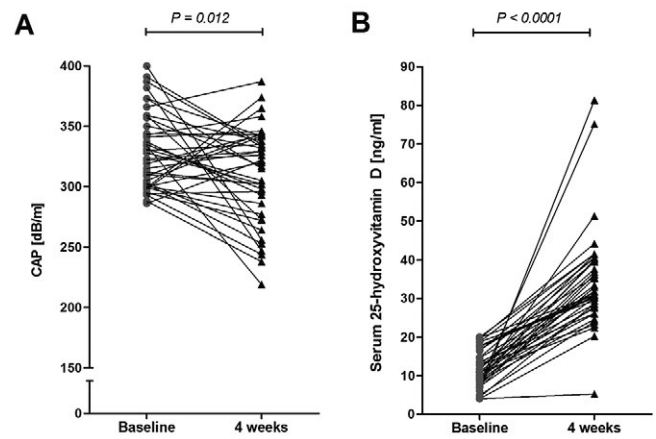 A
P = 0.012
400
350
300
250
200
150
0
CAP [dB/m]
Baseline
4 weeks
B
P < 0.0001
90
80
70
60
50
40
30
20
10
0
Serum 25-hydroxyvitamin D [ng/ml]
Baseline
4 weeks